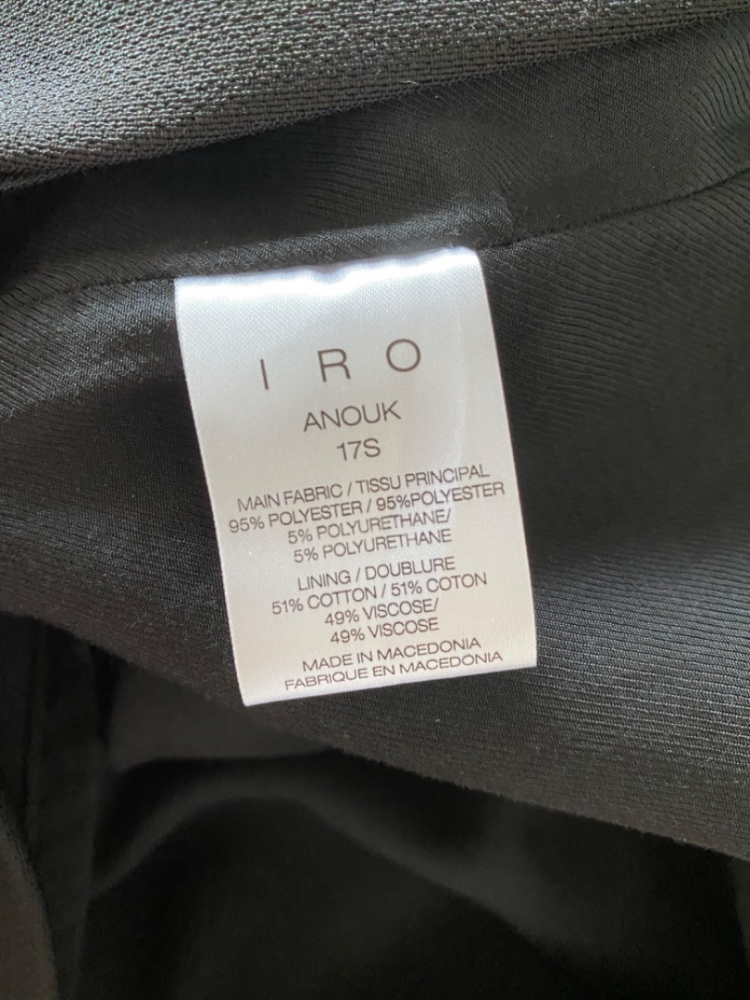 I R O
ANOUK
17S
MAIN FABRIC / TISSU PRINCIPAL
95% POLYESTER / 95%POLYESTER
5% POLYURETHANE/
5% POLYURETHANE
LINING / DOUBLURE
51% COTTON / 51% COTON
49% VISCOSE/
49% VISCOSE
MADE IN MACEDONIA
FABRIQUE EN MACEDONIA